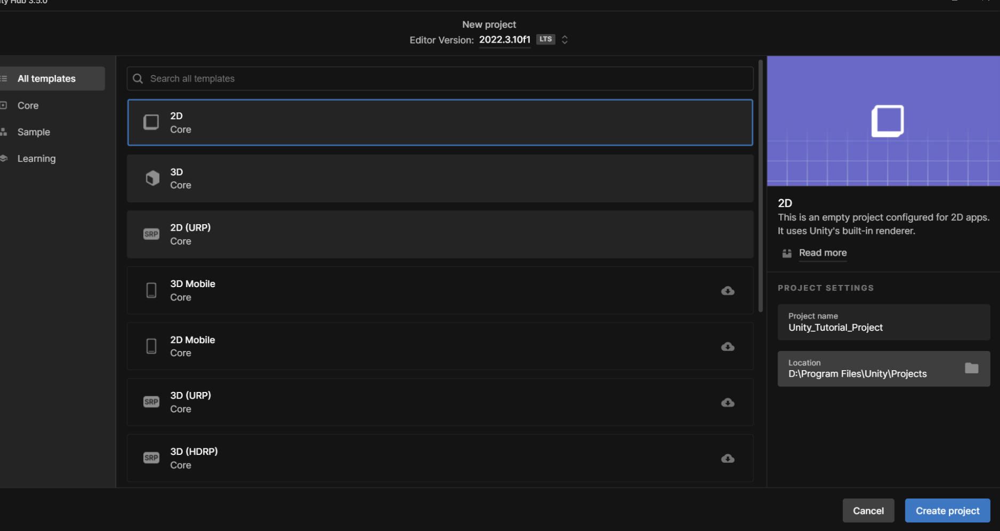 ity Hub 3.5.0
New project
Editor Version: 2022.3.10f1 LTS
All templates
Core
Sample
Learning
Search all templates
2D
Core
3D
Core
SRP
2D (URP)
Core
3D Mobile
Core
2D Mobile
Core
SRP
3D (URP)
Core
SRP
3D (HDRP)
Core
2D
This is an empty project configured for 2D apps.
It uses Unity's built-in renderer.
Read more
PROJECT SETTINGS
Project name
Unity_Tutorial_Project
Location
D:\Program Files\Unity\Projects
Cancel
Create project